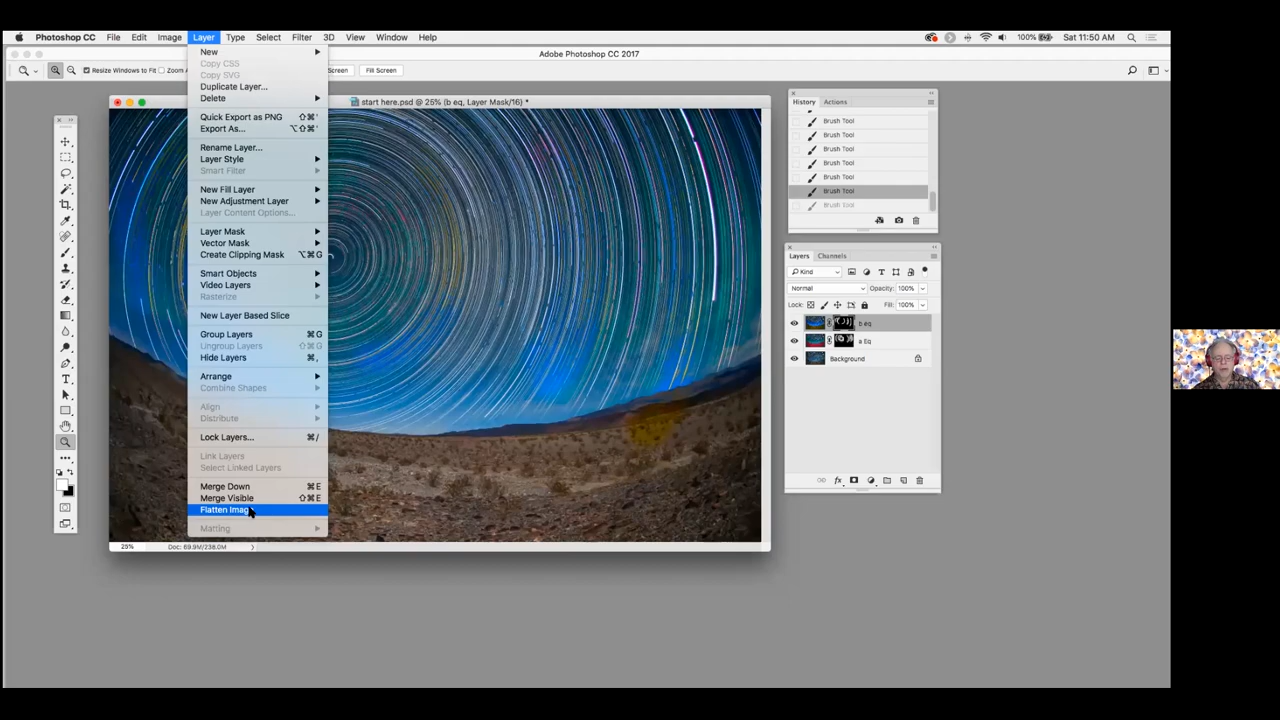 Photoshop CC File Edit Image Layer Type Select Filter 3D View Window Help 100% Sat 11:50 AM
Adobe Photoshop CC 2017
Resize Windows to Fit Zoom Screen Fill Screen
New
Copy CSS
Copy SVG
Duplicate Layer...
Delete
Quick Export as PNG ⇧⌘'
Export As... ⌥⇧⌘'
Rename Layer...
Layer Style
Smart Filter
New Fill Layer
New Adjustment Layer
Layer Content Options...
Layer Mask
Vector Mask
Create Clipping Mask ⌥⌘G
Smart Objects
Video Layers
Rasterize
New Layer Based Slice
Group Layers ⌘G
Ungroup Layers ⇧⌘G
Hide Layers ⌘,
Arrange
Combine Shapes
Align
Distribute
Lock Layers... ⌘/
Link Layers
Select Linked Layers
Merge Down ⌘E
Merge Visible ⇧⌘E
Flatten Imag
Matting
start here.psd @ 25% (b eq, Layer Mask/16) *
25% Doc: 89.9M/238.0M
History Actions
Brush Tool
Brush Tool
Brush Tool
Brush Tool
Brush Tool
Brush Tool
Brush Tool
Layers Channels
Kind
Normal Opacity: 100%
Lock: Fill: 100%
b eq
a Eq
Background